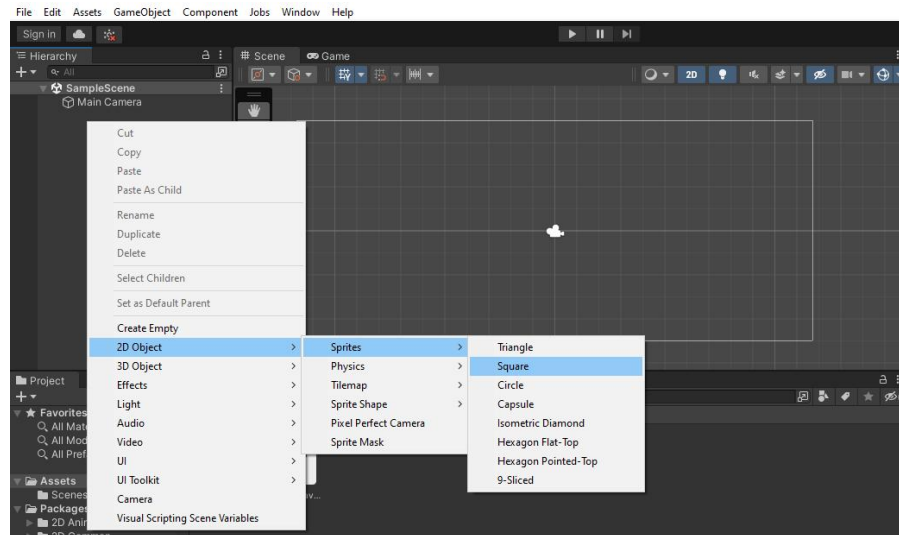 File Edit Assets GameObject Component Jobs Window Help
Sign in
Hierarchy
# Scene
Game
All
2D
SampleScene
Main Camera
Cut
Copy
Paste
Paste As Child
Rename
Duplicate
Delete
Select Children
Set as Default Parent
Create Empty
2D Object
3D Object
Effects
Light
Audio
Video
UI
UI Toolkit
Camera
Visual Scripting Scene Variables
Sprites
Physics
Tilemap
Sprite Shape
Pixel Perfect Camera
Sprite Mask
Triangle
Square
Circle
Capsule
Isometric Diamond
Hexagon Flat-Top
Hexagon Pointed-Top
9-Sliced
Project
Favorites
All Mat
All Mod
All Pref
Assets
Scenes
Packages
2D Anim
2D Common